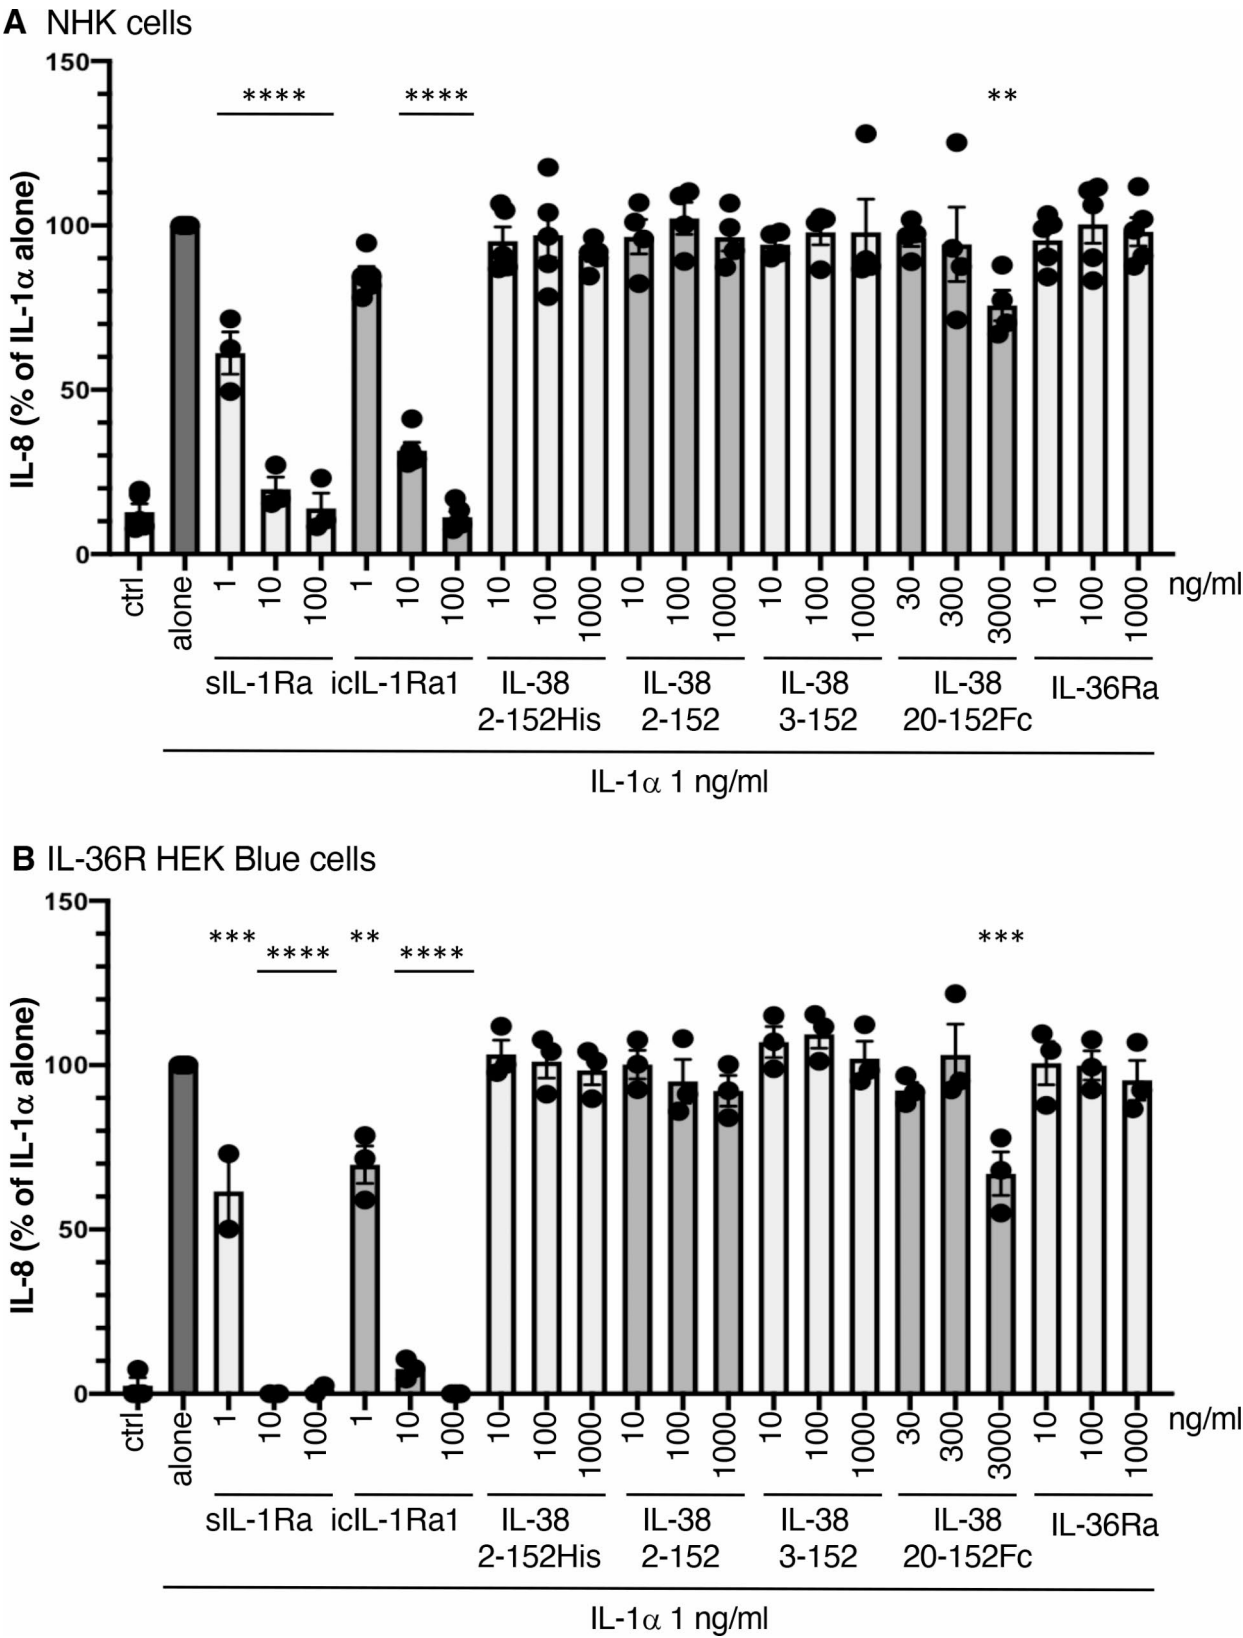 A NHK cells
150
**** **** **
100
50
0
IL-8 (% of IL-1α alone)
ctrl alone 1 10 100 1 10 100 10 100 1000 10 100 1000 10 100 1000 30 300 3000 10 100 1000 ng/ml
sIL-1Ra icIL-1Ra1 IL-38 IL-38 IL-38 IL-38 IL-36Ra
2-152His 2-152 3-152 20-152Fc
IL-1α 1 ng/ml
B IL-36R HEK Blue cells
150
*** **** ** **** ***
100
50
0
IL-8 (% of IL-1α alone)
ctrl alone 1 10 100 1 10 100 10 100 1000 10 100 1000 10 100 1000 30 300 3000 10 100 1000 ng/ml
sIL-1Ra icIL-1Ra1 IL-38 IL-38 IL-38 IL-38 IL-36Ra
2-152His 2-152 3-152 20-152Fc
IL-1α 1 ng/ml